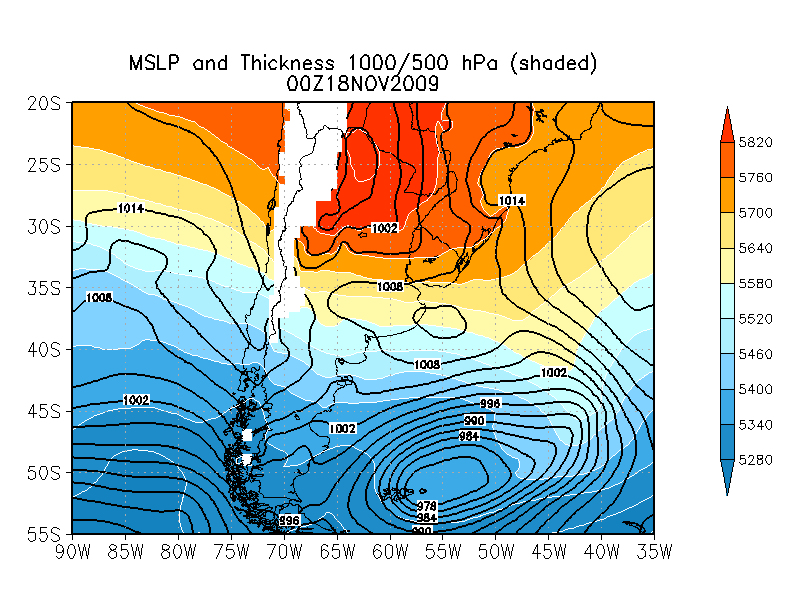 MSLP and Thickness 1000/500 hPa (shaded)
00Z18NOV2009
20S
25S
30S
35S
40S
45S
50S
55S
90W 85W 80W 75W 70W 65W 60W 55W 50W 45W 40W 35W
1014
1014
1002
1008
1008
1008
1002
1002
996
990
984
1002
978
984
990
996
5820
5760
5700
5640
5580
5520
5460
5400
5340
5280